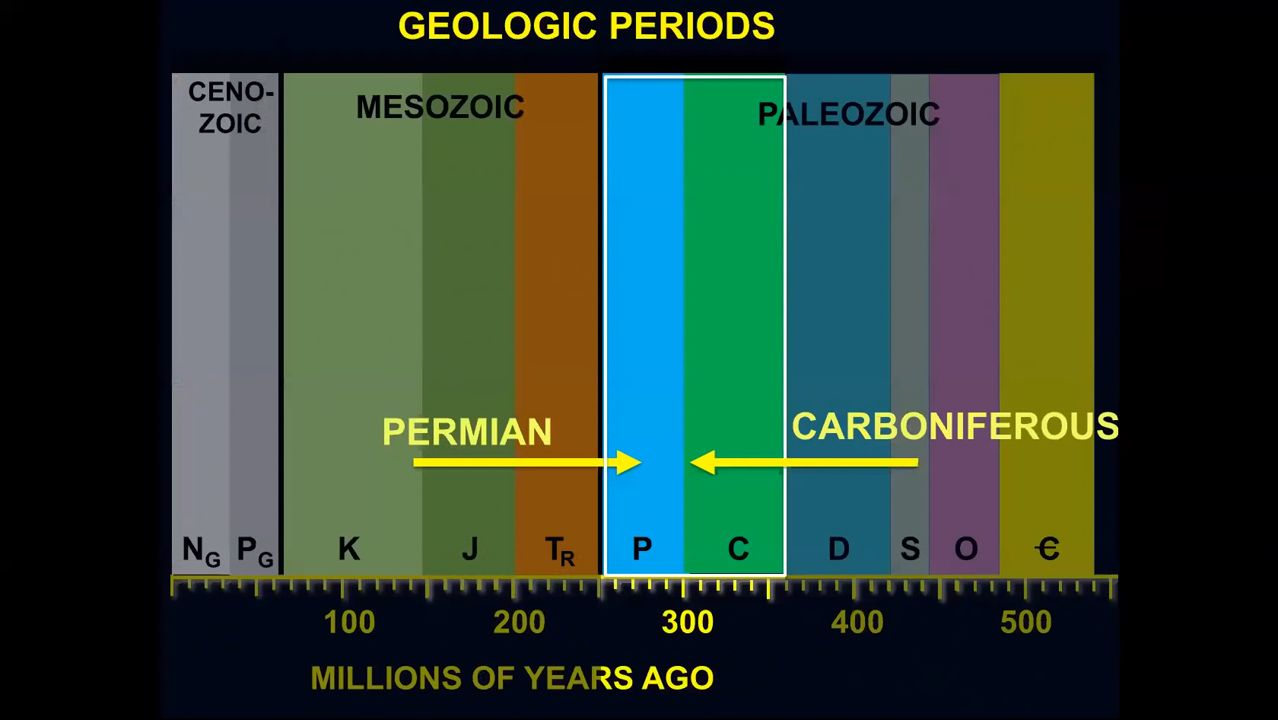 GEOLOGIC PERIODS
CENO-
ZOIC
MESOZOIC
PALEOZOIC
PERMIAN
CARBONIFEROUS
NG PG K J TR P C D S O Ꞓ
100 200 300 400 500
MILLIONS OF YEARS AGO